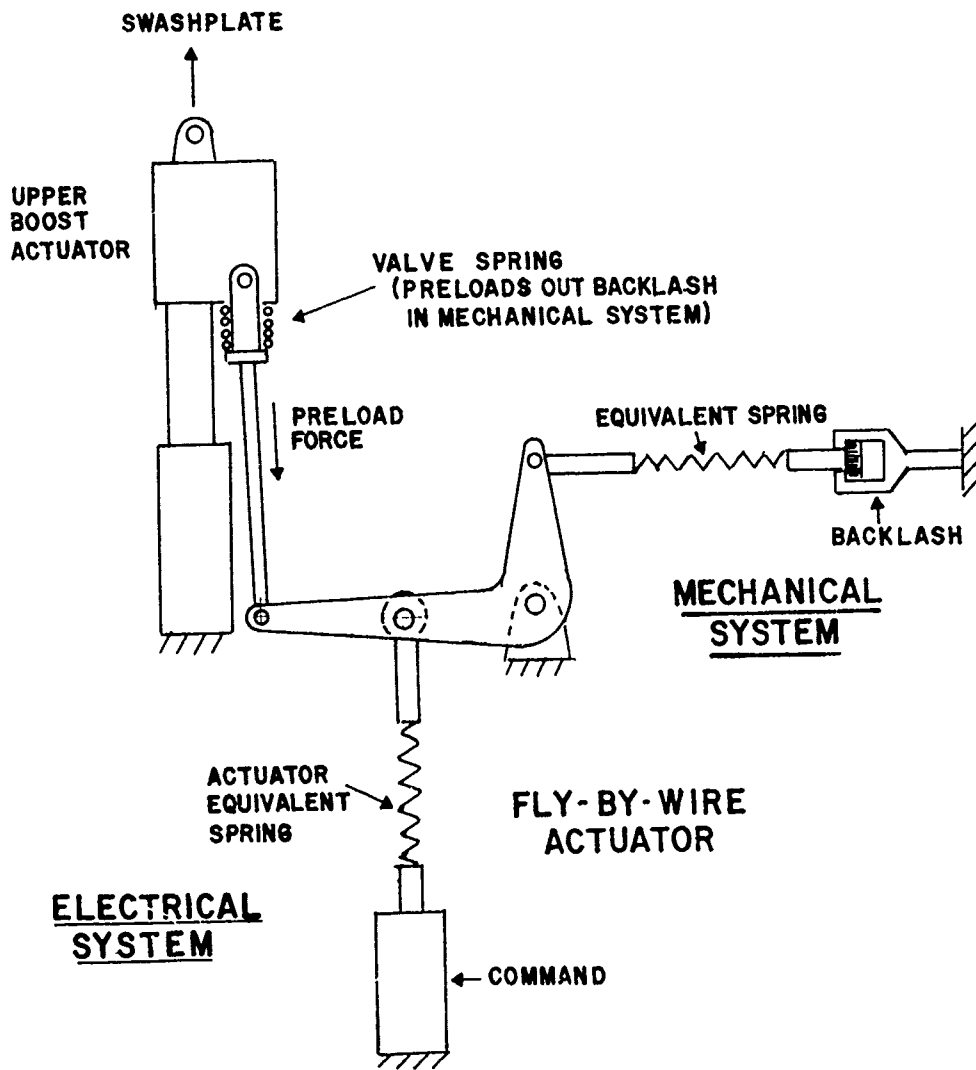 SWASHPLATE
UPPER
BOOST
ACTUATOR
VALVE SPRING
(PRELOADS OUT BACKLASH
IN MECHANICAL SYSTEM)
PRELOAD
FORCE
EQUIVALENT SPRING
BACKLASH
MECHANICAL
SYSTEM
ACTUATOR
EQUIVALENT
SPRING
FLY-BY-WIRE
ACTUATOR
ELECTRICAL
SYSTEM
COMMAND